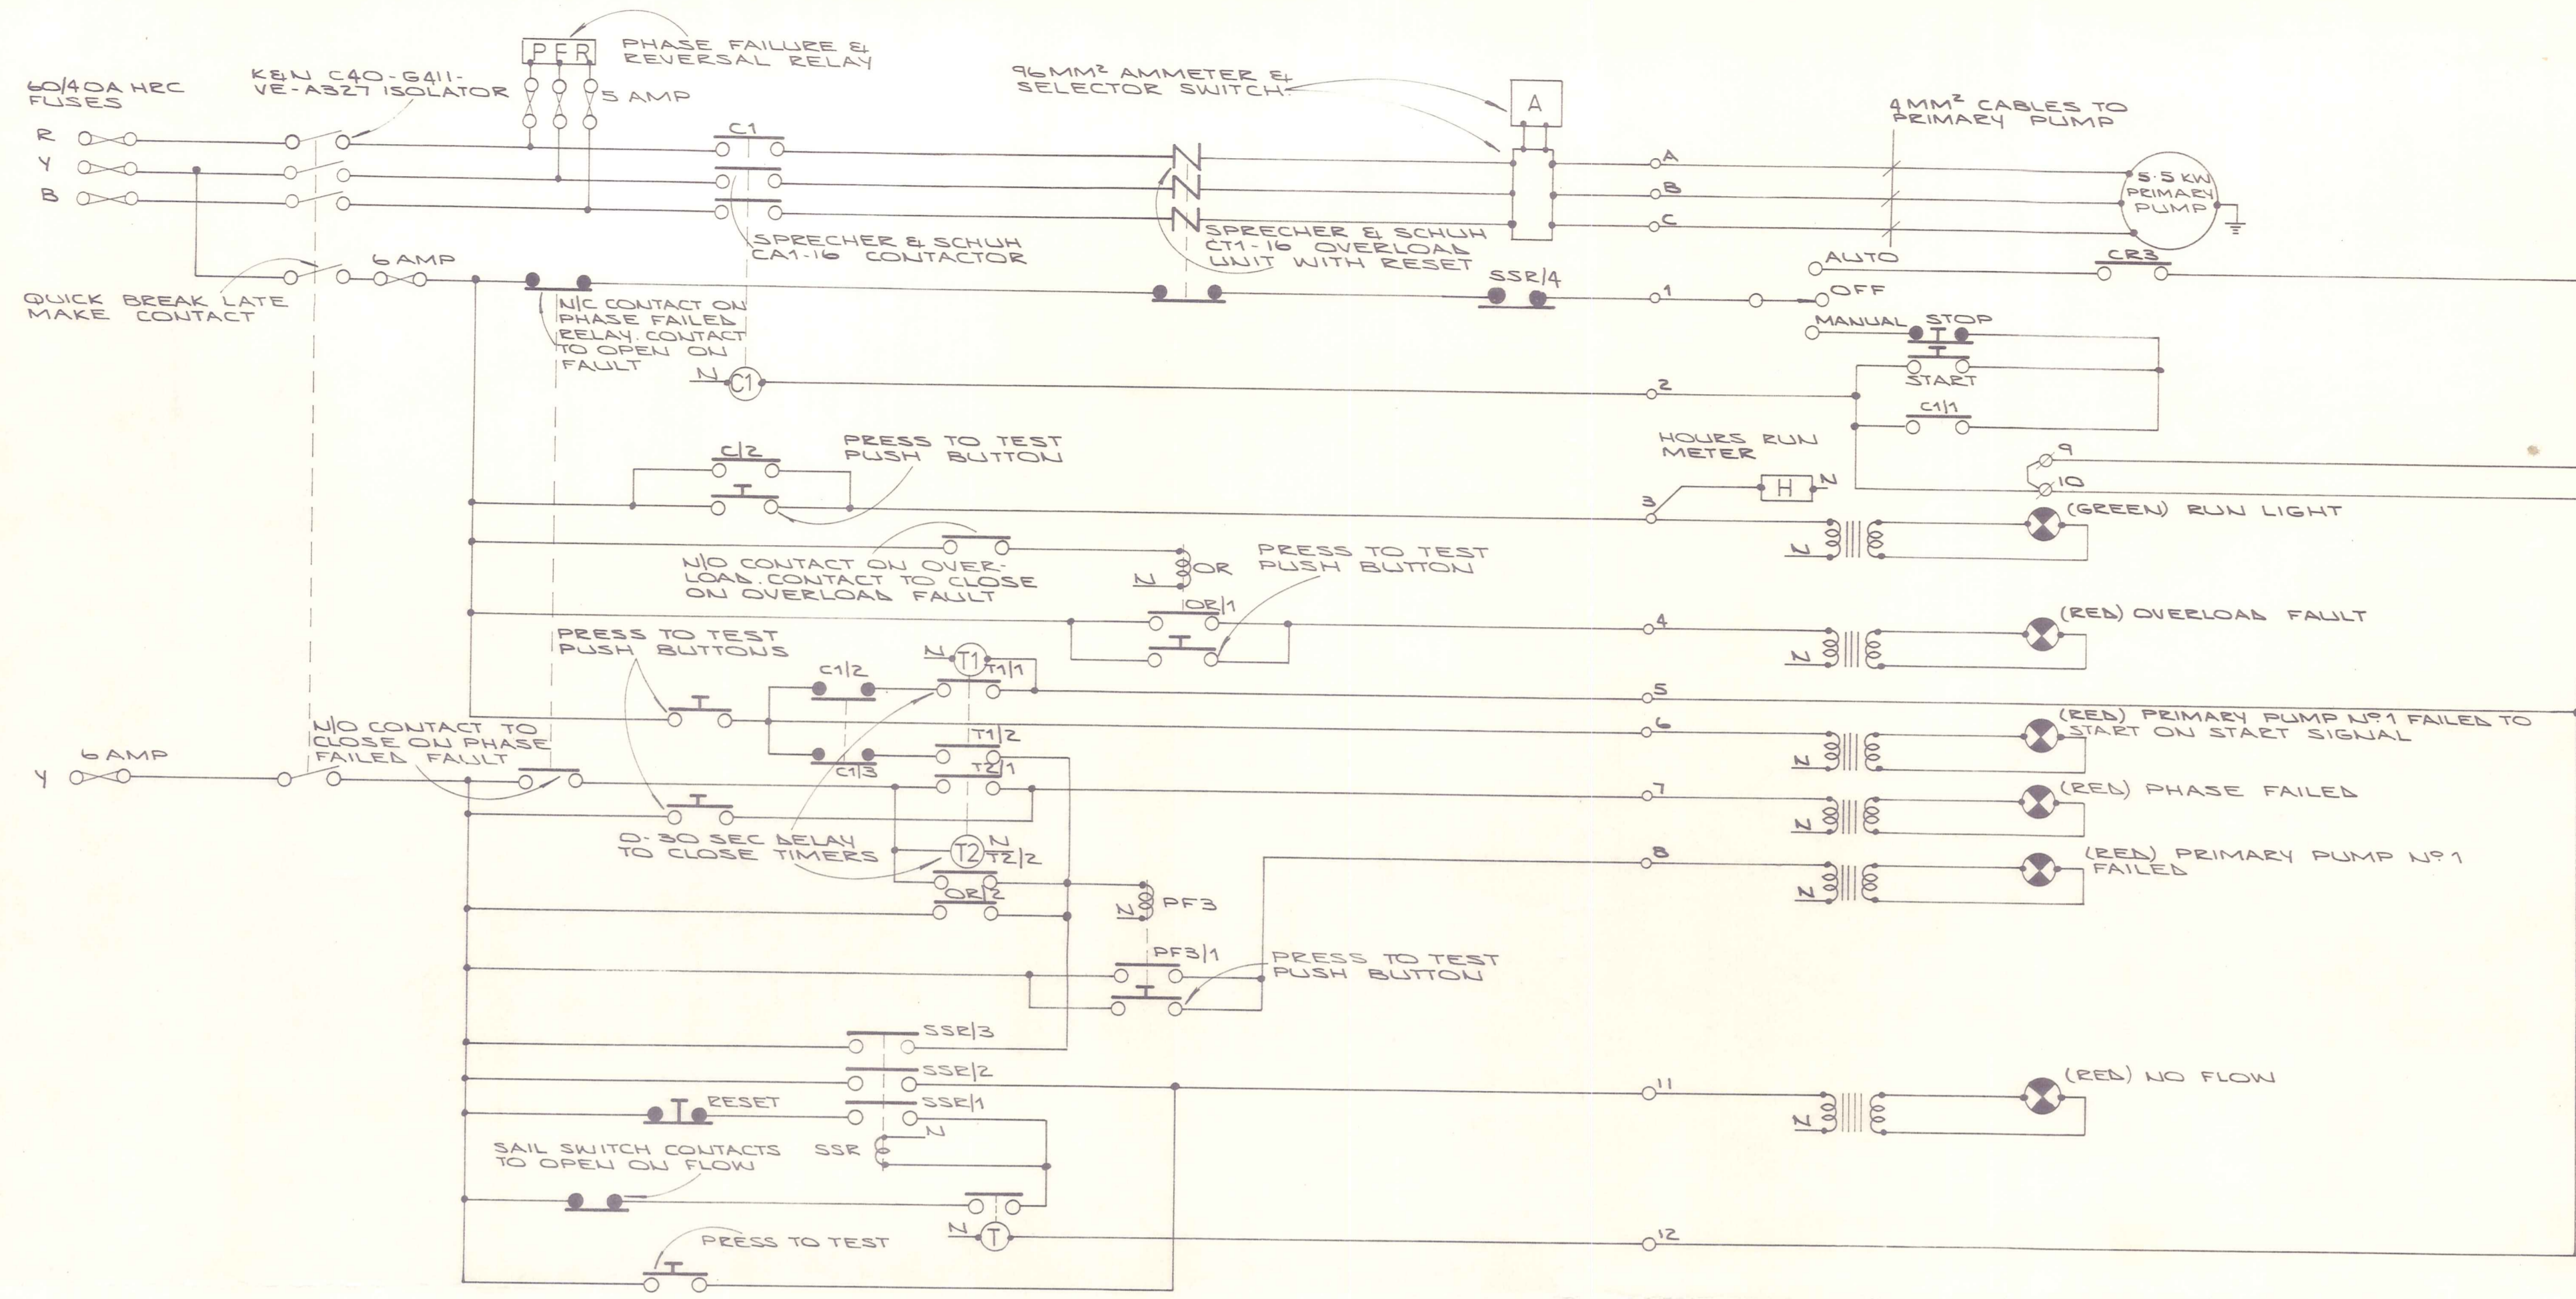 60/40A HRC
FUSES
K&N C40-G411-
VE-A327 ISOLATOR
PFR
PHASE FAILURE &
REVERSAL RELAY
5 AMP
96MM² AMMETER &
SELECTOR SWITCH.
A
4MM² CABLES TO
PRIMARY PUMP
R
Y
B
C1
A
B
C
5.5 KW
PRIMARY
PUMP
SPRECHER & SCHUH
CA1-16 CONTACTOR
SPRECHER & SCHUH
CT1-16 OVERLOAD
UNIT WITH RESET
6 AMP
QUICK BREAK LATE
MAKE CONTACT
N/C CONTACT ON
PHASE FAILED
RELAY. CONTACT
TO OPEN ON
FAULT
SSR/4
1
AUTO
OFF
CR3
MANUAL
STOP
START
C1/1
N
C1
2
C/2
PRESS TO TEST
PUSH BUTTON
HOURS RUN
METER
H
N
3
9
10
(GREEN) RUN LIGHT
N
N/O CONTACT ON OVER-
LOAD. CONTACT TO CLOSE
ON OVERLOAD FAULT
N
OR
PRESS TO TEST
PUSH BUTTON
OR/1
4
(RED) OVERLOAD FAULT
N
PRESS TO TEST
PUSH BUTTONS
N
T1
T1/1
C1/2
5
6
(RED) PRIMARY PUMP Nº1 FAILED TO
START ON START SIGNAL
N
N/O CONTACT TO
CLOSE ON PHASE
FAILED FAULT
T1/2
C1/3
T2/1
Y
6 AMP
7
(RED) PHASE FAILED
N
0-30 SEC DELAY
TO CLOSE TIMERS
T2
N
T2/2
8
(RED) PRIMARY PUMP Nº1
FAILED
N
OR/2
N
PF3
PF3/1
PRESS TO TEST
PUSH BUTTON
SSR/3
SSR/2
RESET
SSR/1
11
(RED) NO FLOW
N
SAIL SWITCH CONTACTS
TO OPEN ON FLOW
SSR
N
N
T
12
PRESS TO TEST